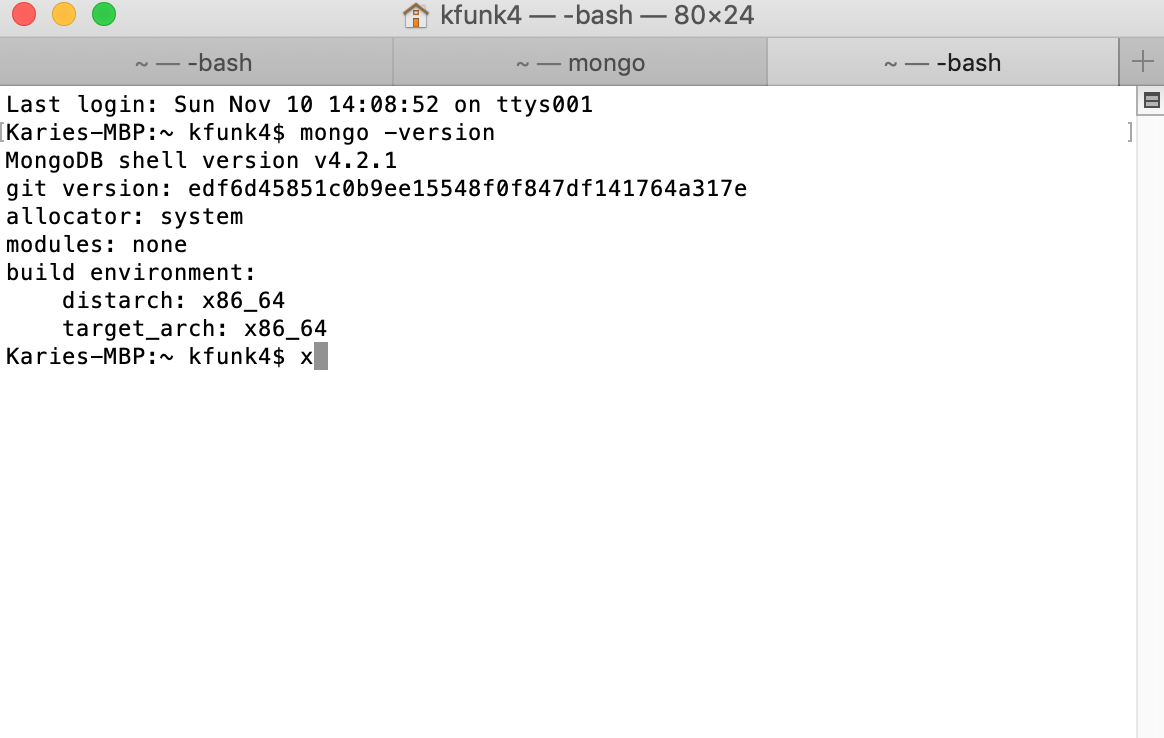 kfunk4 — -bash — 80×24
~ — -bash
~ — mongo
~ — -bash
Last login: Sun Nov 10 14:08:52 on ttys001
[Karies-MBP:~ kfunk4$ mongo -version ]
MongoDB shell version v4.2.1
git version: edf6d45851c0b9ee15548f0f847df141764a317e
allocator: system
modules: none
build environment:
    distarch: x86_64
    target_arch: x86_64
Karies-MBP:~ kfunk4$ x